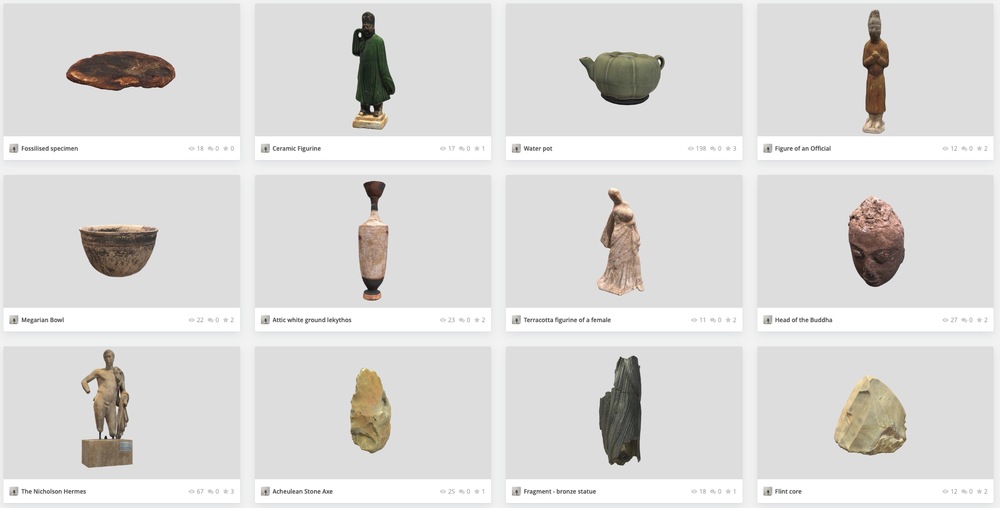 Fossilised specimen 18 0 0
Ceramic Figurine 17 0 1
Water pot 198 0 3
Figure of an Official 12 0 2
Megarian Bowl 22 0 2
Attic white ground lekythos 23 0 2
Terracotta figurine of a female 11 0 2
Head of the Buddha 27 0 2
The Nicholson Hermes 67 0 3
Acheulean Stone Axe 25 0 1
Fragment - bronze statue 18 0 1
Flint core 12 0 2